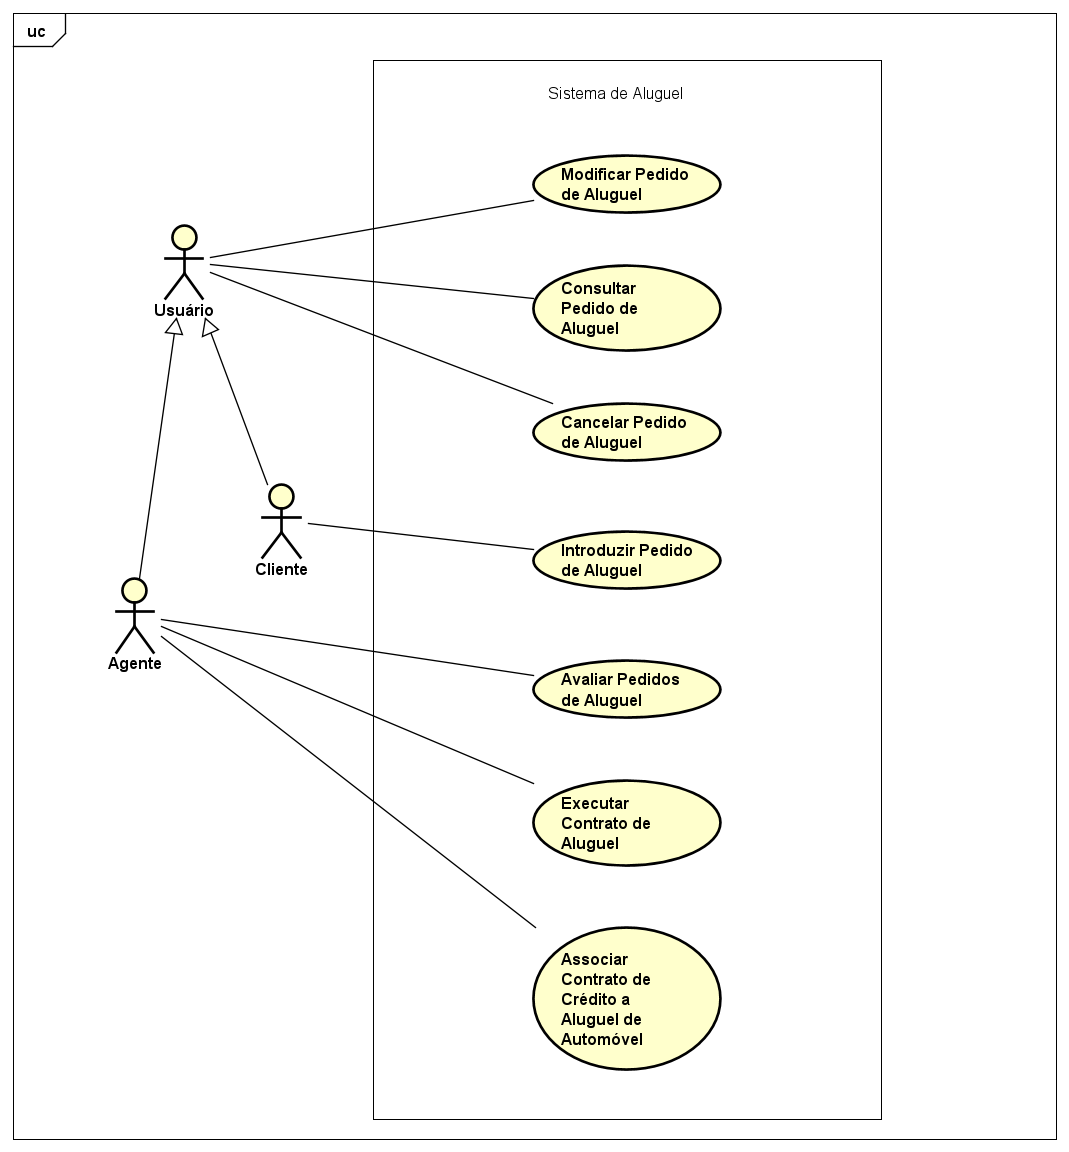 uc
Sistema de Aluguel
Modificar Pedido
de Aluguel
Usuário
Consultar
Pedido de
Aluguel
Cancelar Pedido
de Aluguel
Cliente
Introduzir Pedido
de Aluguel
Agente
Avaliar Pedidos
de Aluguel
Executar
Contrato de
Aluguel
Associar
Contrato de
Crédito a
Aluguel de
Automóvel